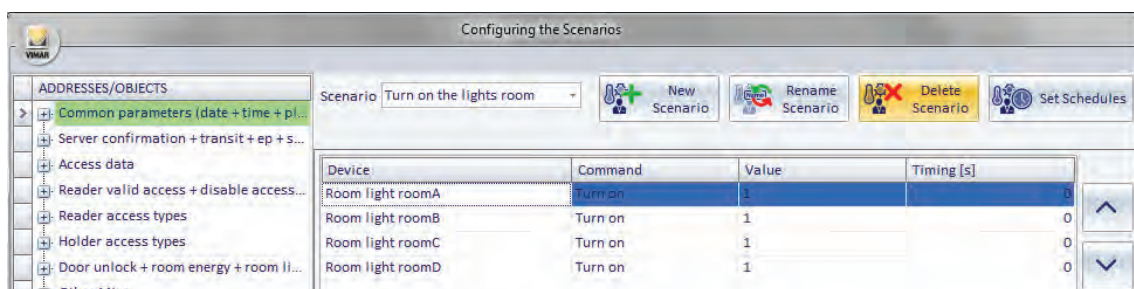 Configuring the Scenarios
VIMAR
ADDRESSES/OBJECTS
Common parameters (date + time + pl...
Server confirmation + transit + ep + s...
Access data
Reader valid access + disable access...
Reader access types
Holder access types
Door unlock + room energy + room li...
Scenario Turn on the lights room
New Scenario
Rename Scenario
Delete Scenario
Set Schedules
Device Command Value Timing [s]
Room light roomA Turn on 1 0
Room light roomB Turn on 1 0
Room light roomC Turn on 1 0
Room light roomD Turn on 1 0